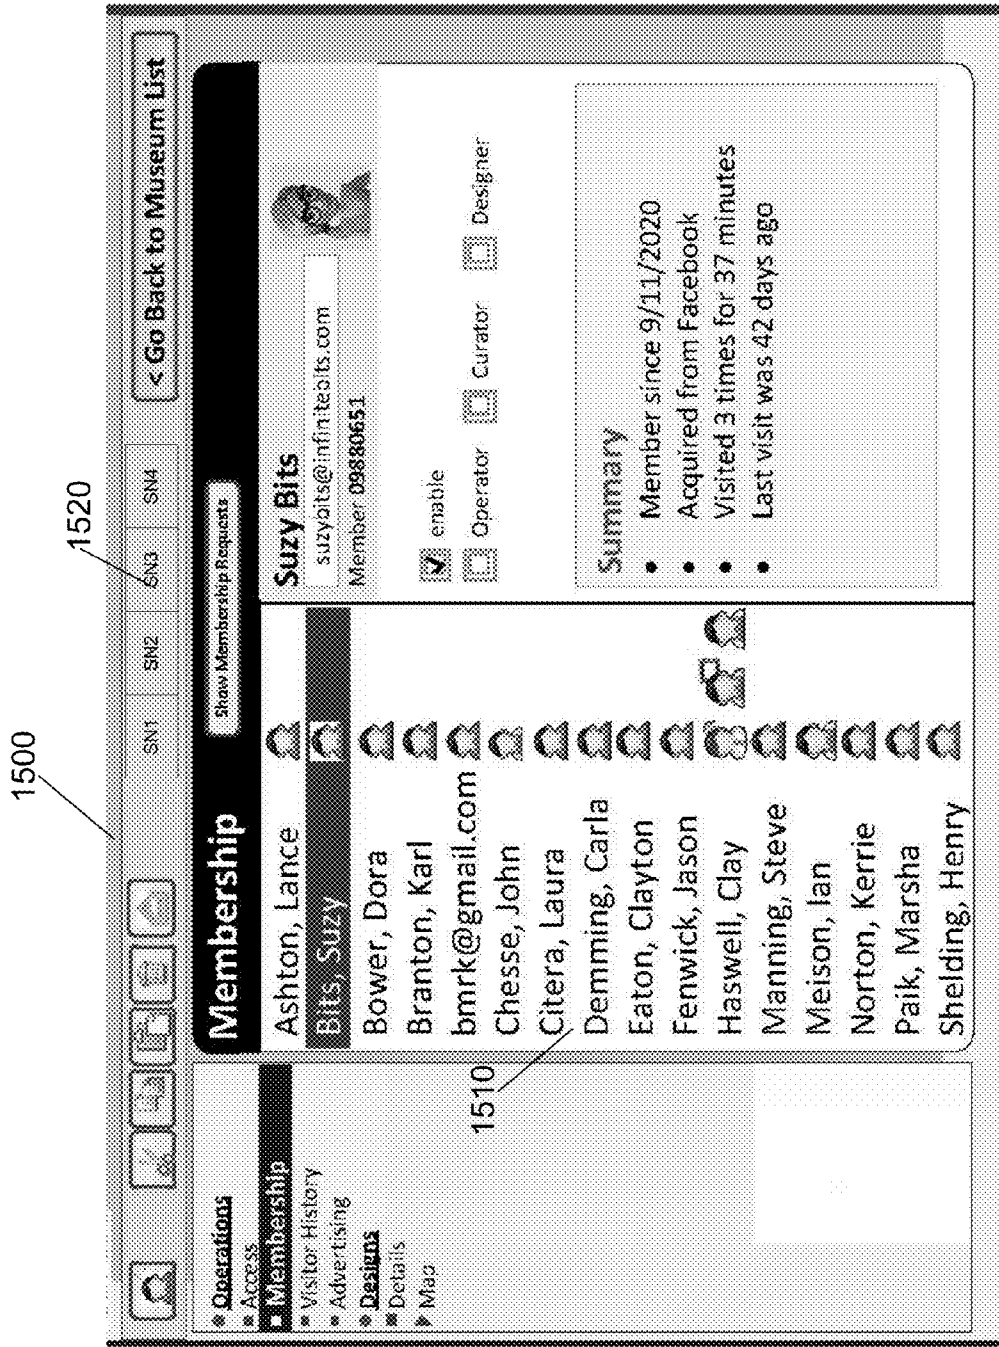 1500
1520
SN1
SN2
SN3
SN4
< Go Back to Museum List
Operations
Access
Membership
Visitor History
Advertising
Designs
Details
Map
Membership
Show Membership Requests
Ashton, Lance
Bits, Suzy
Bower, Dora
Branton, Karl
bmrk@gmail.com
Chesse, John
Citera, Laura
Demming, Carla
Eaton, Clayton
Fenwick, Jason
Haswell, Clay
Manning, Steve
Meison, Ian
Norton, Kerrie
Paik, Marsha
Shelding, Henry
1510
Suzy Bits
suzybits@infinitebits.com
Member 09880651
enable
Operator
Curator
Designer
Summary
• Member since 9/11/2020
• Acquired from Facebook
• Visited 3 times for 37 minutes
• Last visit was 42 days ago